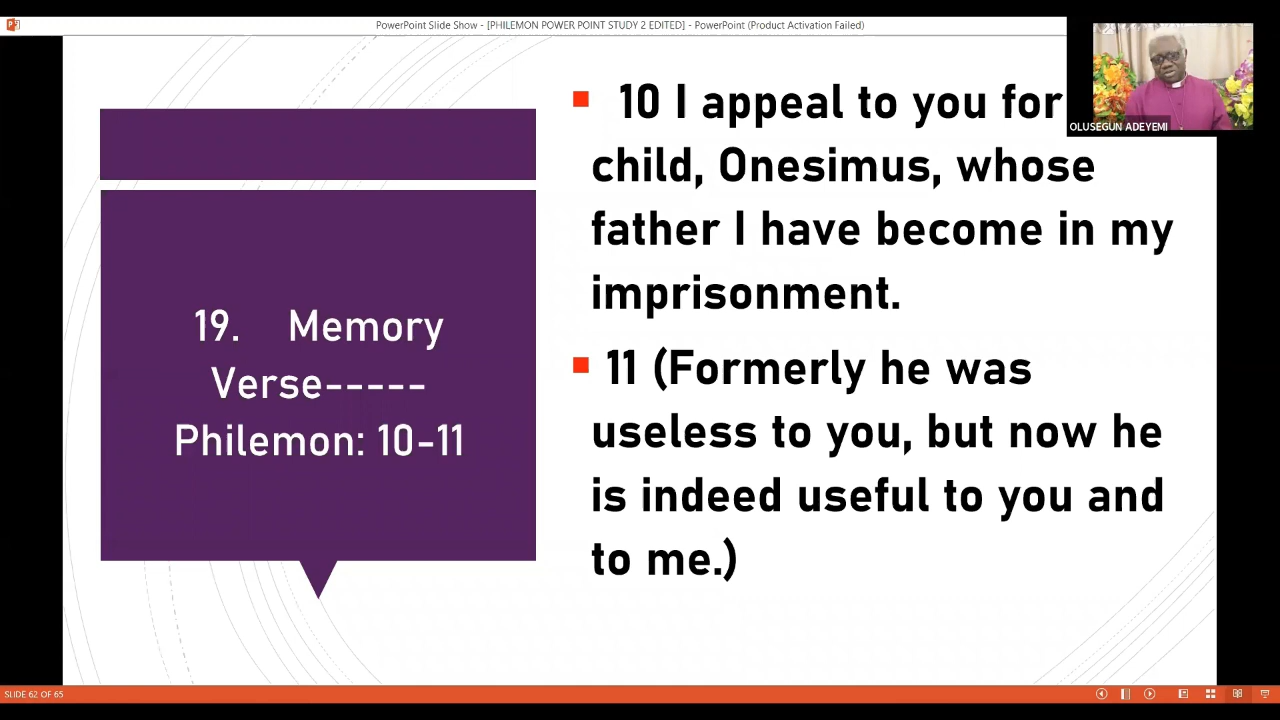 PowerPoint Slide Show - [PHILEMON POWER POINT STUDY 2 EDITED] - PowerPoint (Product Activation Failed)
OLUSEGUN ADEYEMI
19. Memory
Verse-----
Philemon: 10-11
10 I appeal to you for
child, Onesimus, whose
father I have become in my
imprisonment.
11 (Formerly he was
useless to you, but now he
is indeed useful to you and
to me.)
SLIDE 62 OF 65